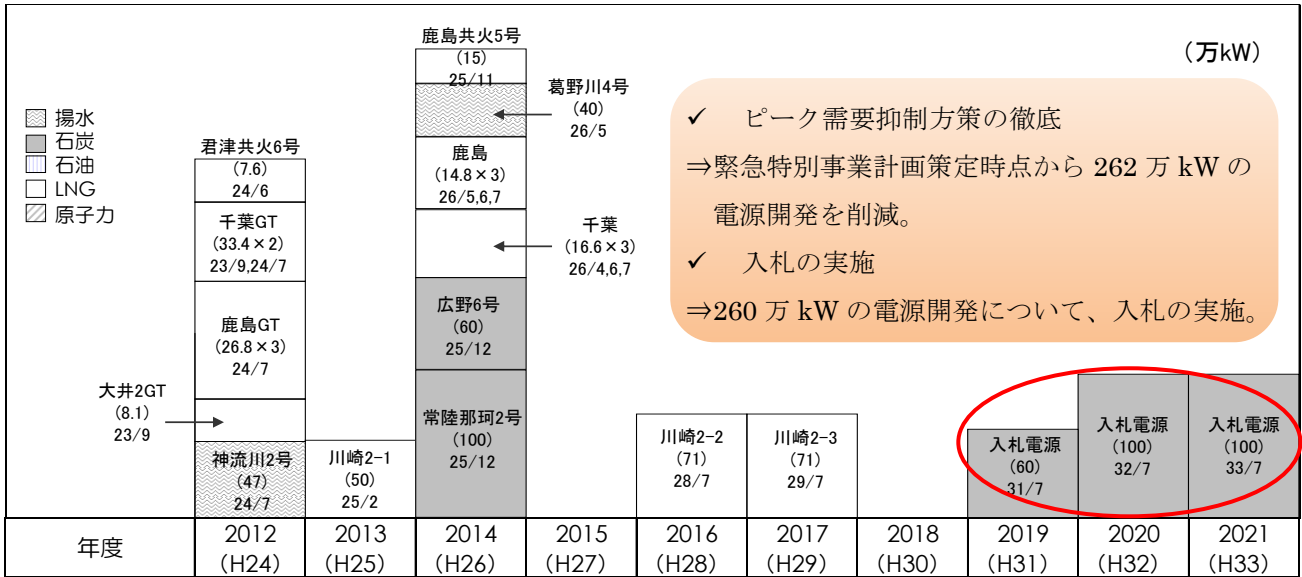 (万kW)
揚水
石炭
石油
LNG
原子力
君津共火6号
(7.6)
24/6
千葉GT
(33.4×2)
23/9,24/7
鹿島GT
(26.8×3)
24/7
大井2GT
(8.1)
23/9
神流川2号
(47)
24/7
川崎2-1
(50)
25/2
鹿島共火5号
(15)
25/11
葛野川4号
(40)
26/5
鹿島
(14.8×3)
26/5,6,7
千葉
(16.6×3)
26/4,6,7
広野6号
(60)
25/12
常陸那珂2号
(100)
25/12
✓ ピーク需要抑制方策の徹底
⇒緊急特別事業計画策定時点から 262 万 kW の
電源開発を削減。
✓ 入札の実施
⇒260 万 kW の電源開発について、入札の実施。
川崎2-2
(71)
28/7
川崎2-3
(71)
29/7
入札電源
(60)
31/7
入札電源
(100)
32/7
入札電源
(100)
33/7
年度 2012 2013 2014 2015 2016 2017 2018 2019 2020 2021
(H24) (H25) (H26) (H27) (H28) (H29) (H30) (H31) (H32) (H33)